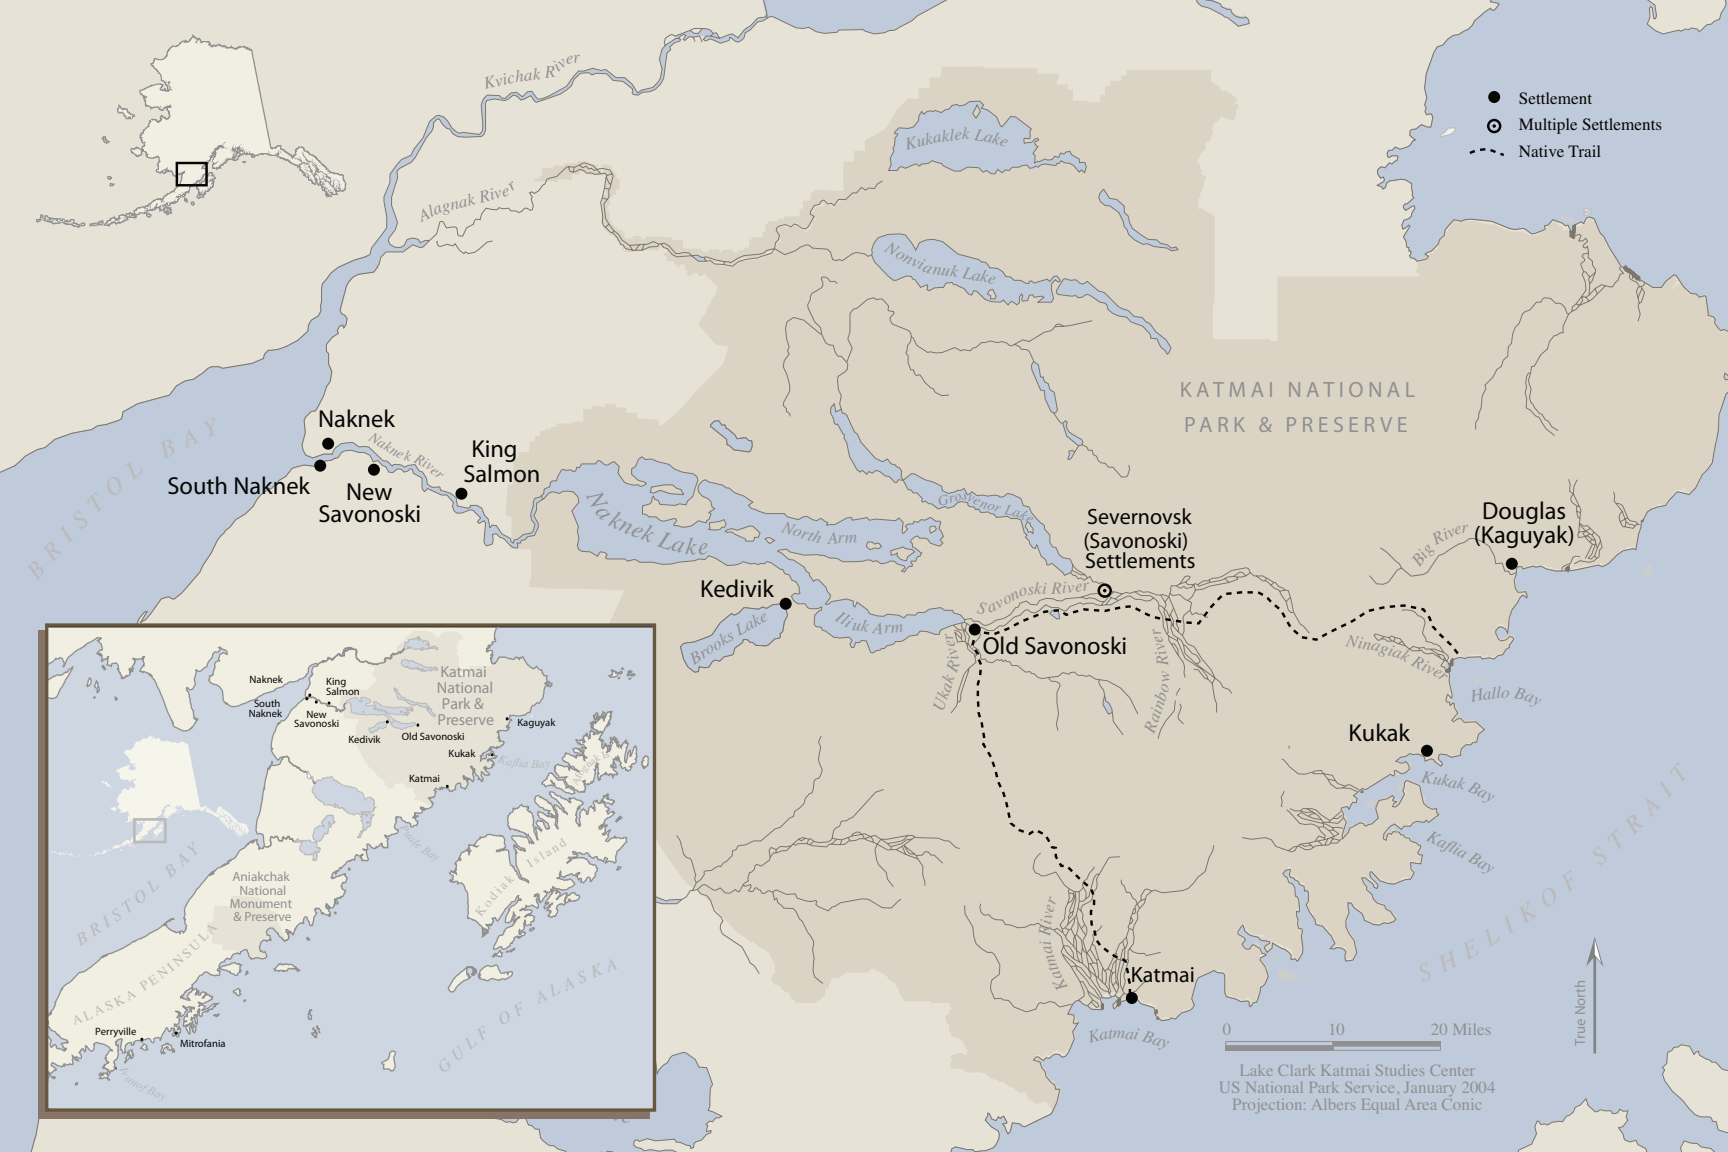 Kvichak River
Alagnak River
Kukaklek Lake
Nonvianuk Lake
Settlement
Multiple Settlements
Native Trail
KATMAI NATIONAL
PARK & PRESERVE
BRISTOL BAY
Naknek
Naknek River
King
Salmon
South Naknek
New
Savonoski
Naknek Lake
North Arm
Grosvenor Lake
Severnovsk
(Savonoski)
Settlements
Big River
Douglas
(Kaguyak)
Kedivik
Brooks Lake
Iliuk Arm
Savonoski River
Old Savonoski
Ukak River
Rainbow River
Ninagiak River
Hallo Bay
Kukak
Kukak Bay
Kaflia Bay
SHELIKOF STRAIT
Katmai River
Katmai
Katmai Bay
0 10 20 Miles
Lake Clark Katmai Studies Center
US National Park Service, January 2004
Projection: Albers Equal Area Conic
True North
Naknek
King
Salmon
South
Naknek
New
Savonoski
Katmai
National
Park &
Preserve
Kedivik
Old Savonoski
Kaguyak
Kukak
Kaflia Bay
Katmai
Puale Bay
BRISTOL BAY
Aniakchak
National
Monument
& Preserve
Kodiak Island
ALASKA PENINSULA
GULF OF ALASKA
Perryville
Mitrofania
Ivanof Bay